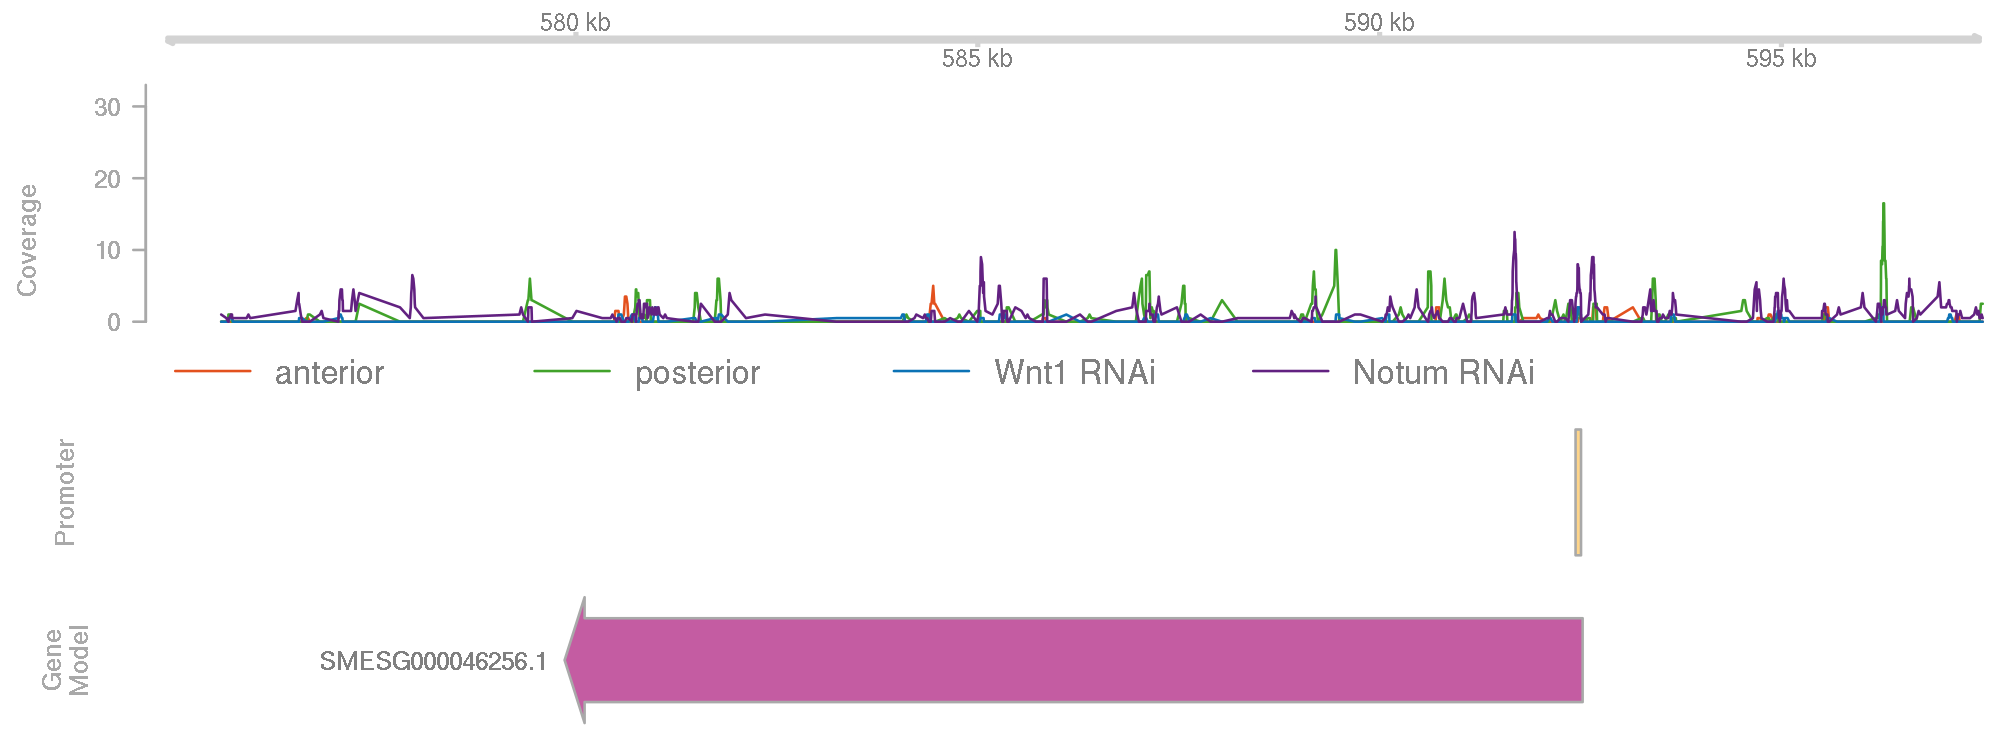 580 kb
590 kb
585 kb
595 kb
Coverage
30
20
10
0
anterior
posterior
Wnt1 RNAi
Notum RNAi
Promoter
Gene
Model
SMESG000046256.1